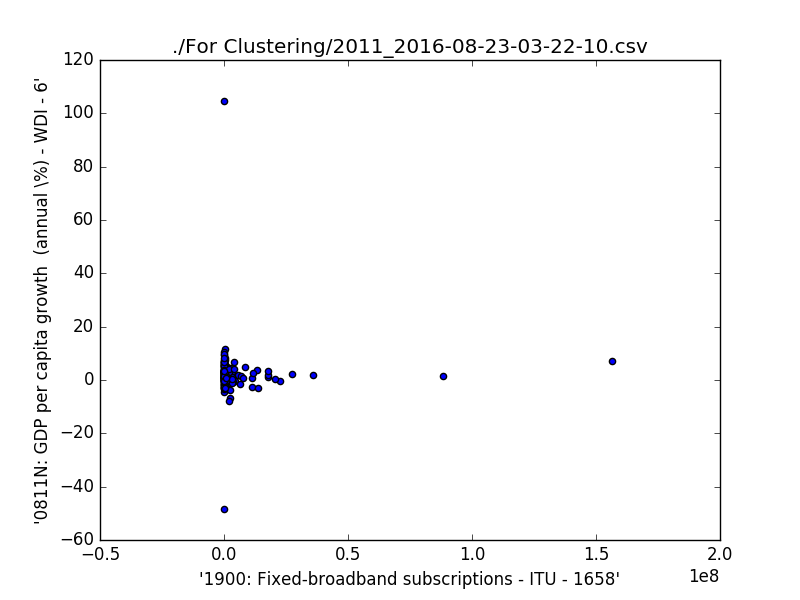 ./For Clustering/2011_2016-08-23-03-22-10.csv
120
100
80
60
40
20
0
−20
−40
−60
'0811N: GDP per capita growth  (annual \%) - WDI - 6'
−0.5 0.0 0.5 1.0 1.5 2.0
1e8
'1900: Fixed-broadband subscriptions - ITU - 1658'